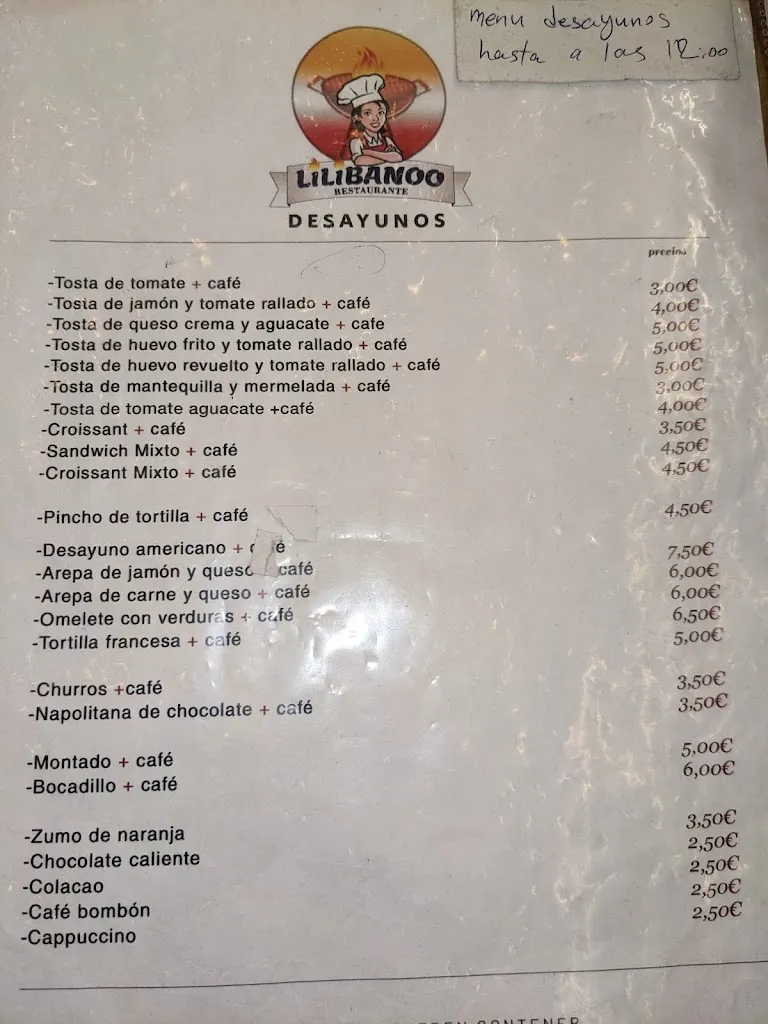 menu desayunos
hasta a las 12:00
LiLiBANOO
RESTAURANTE
DESAYUNOS
precios
-Tosta de tomate + café 3,00€
-Tosta de jamón y tomate rallado + café 4,00€
-Tosta de queso crema y aguacate + cafe 5,00€
-Tosta de huevo frito y tomate rallado + café 5,00€
-Tosta de huevo revuelto y tomate rallado + café 5,00€
-Tosta de mantequilla y mermelada + café 3,00€
-Tosta de tomate aguacate +café 4,00€
-Croissant + café 3,50€
-Sandwich Mixto + café 4,50€
-Croissant Mixto + café 4,50€
-Pincho de tortilla + café 4,50€
-Desayuno americano + café 7,50€
-Arepa de jamón y queso café 6,00€
-Arepa de carne y queso + café 6,00€
-Omelete con verduras + café 6,50€
-Tortilla francesa + café 5,00€
-Churros +café 3,50€
-Napolitana de chocolate + café 3,50€
-Montado + café 5,00€
-Bocadillo + café 6,00€
-Zumo de naranja 3,50€
-Chocolate caliente 2,50€
-Colacao 2,50€
-Café bombón 2,50€
-Cappuccino 2,50€
CONTENER